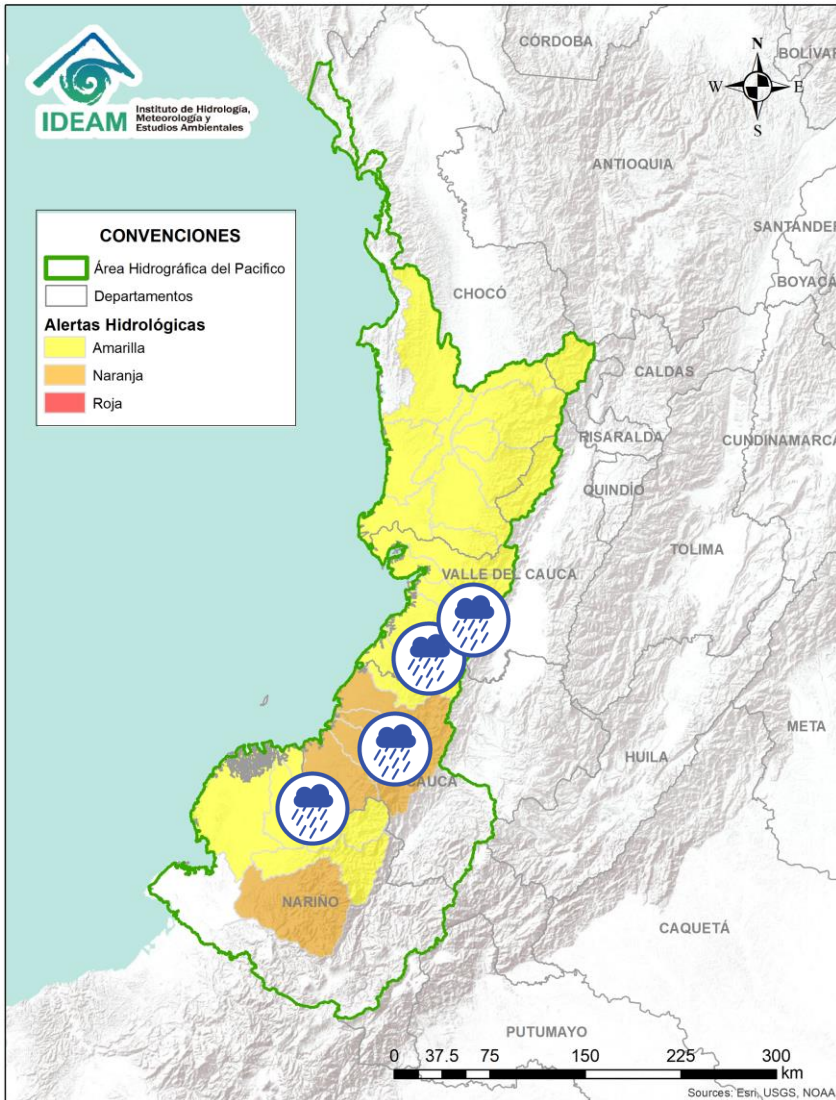 IDEAM
Instituto de Hidrología,
Meteorología y
Estudios Ambientales
CÓRDOBA
BOLÍVAR
N
W
E
S
ANTIOQUIA
SANTANDER
BOYACÁ
CHOCÓ
CONVENCIONES
Área Hidrográfica del Pacifico
Departamentos
Alertas Hidrológicas
Amarilla
Naranja
Roja
CALDAS
RISARALDA
CUNDINAMARCA
QUINDÍO
TOLIMA
VALLE DEL CAUCA
META
HUILA
CAUCA
NARIÑO
CAQUETÁ
PUTUMAYO
0 37.5 75 150 225 300
km
Sources: Esri, USGS, NOAA